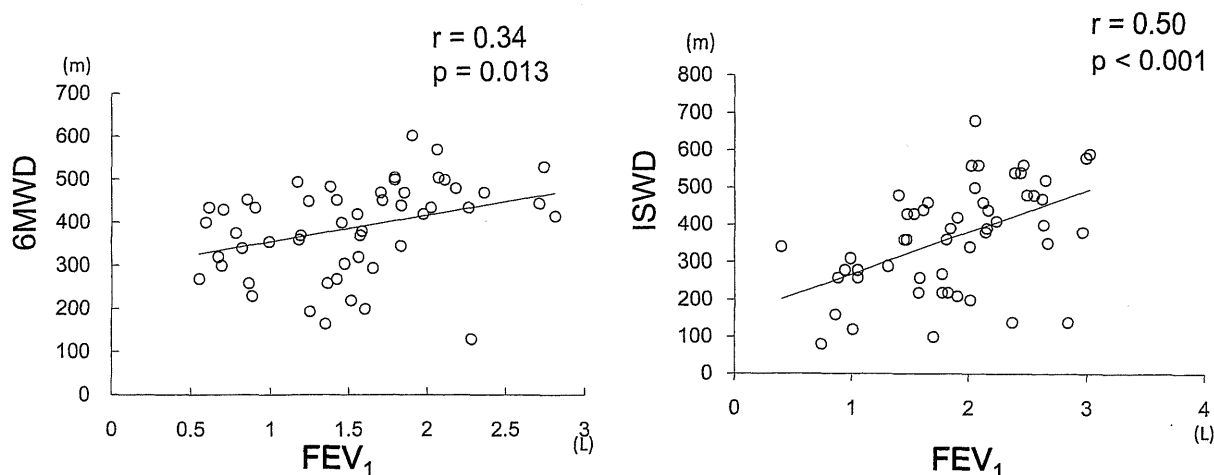 r = 0.34
p = 0.013
(m)
700
600
500
400
300
200
100
0
6MWD
0 0.5 1 1.5 2 2.5 3
(L)
FEV₁
r = 0.50
p < 0.001
(m)
800
700
600
500
400
300
200
100
0
ISWD
0 1 2 3 4
(L)
FEV₁